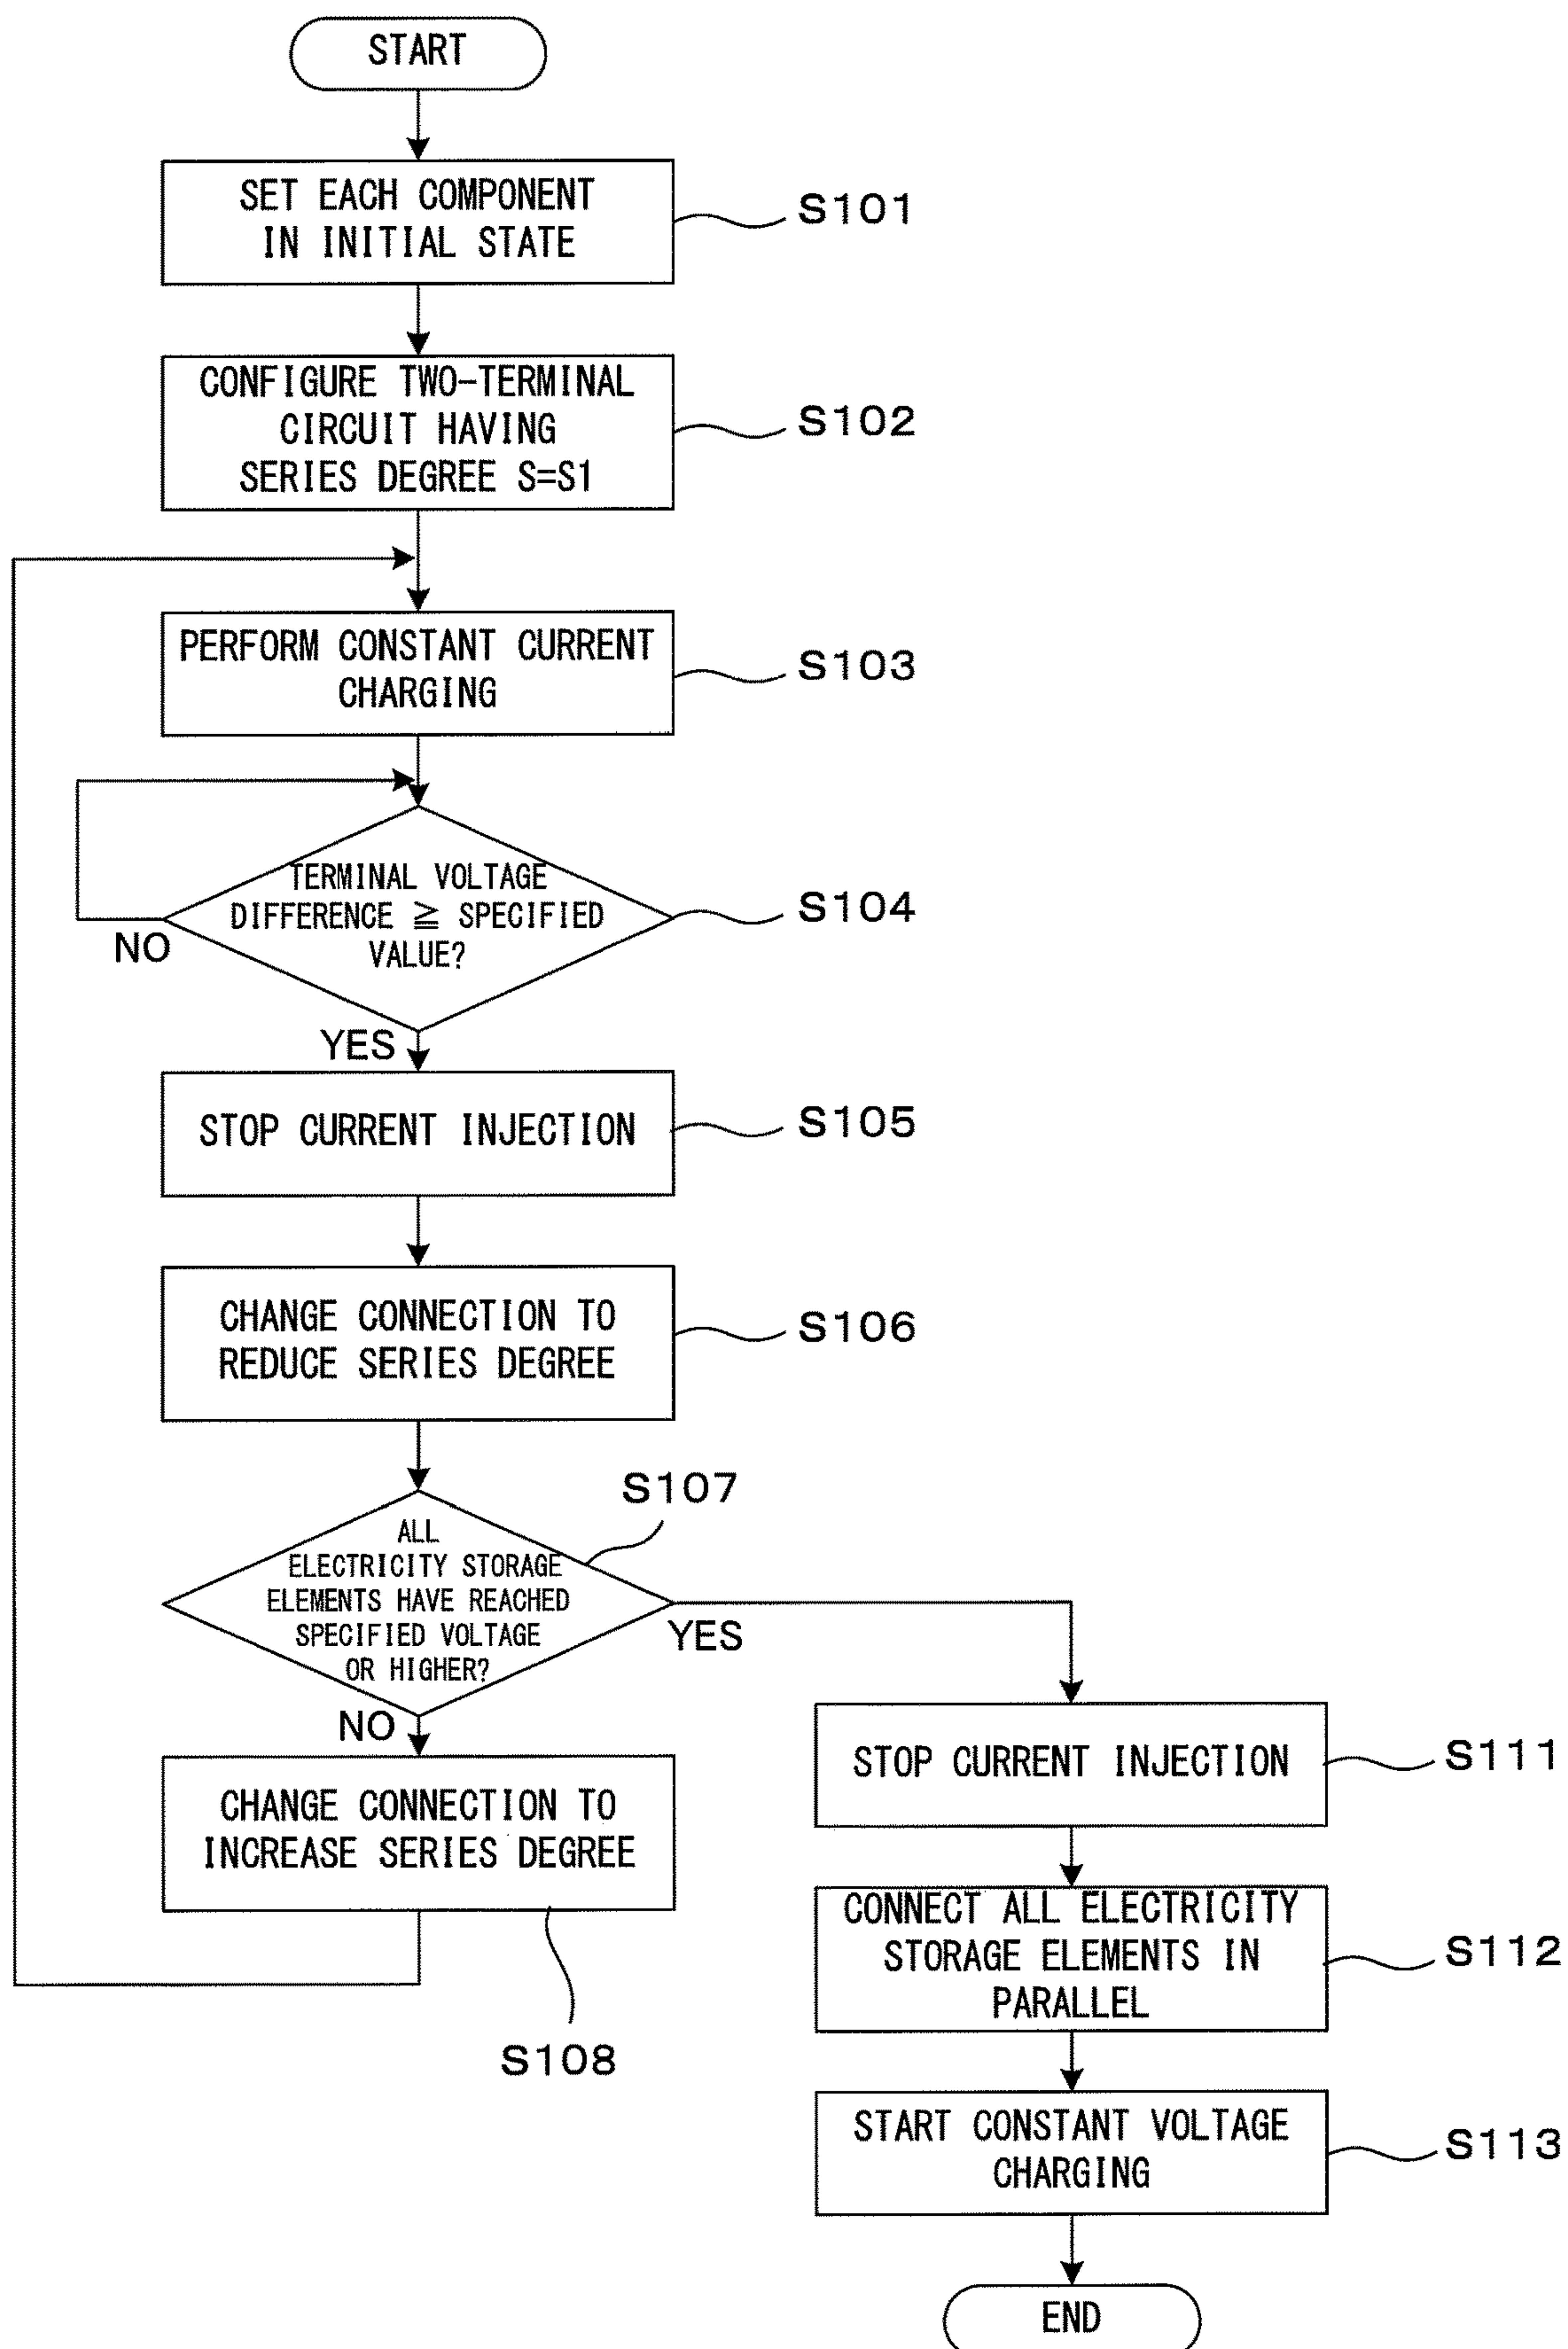 START
SET EACH COMPONENT
IN INITIAL STATE
S101
CONFIGURE TWO-TERMINAL
CIRCUIT HAVING
SERIES DEGREE S=S1
S102
PERFORM CONSTANT CURRENT
CHARGING
S103
TERMINAL VOLTAGE
DIFFERENCE ≧ SPECIFIED
VALUE?
S104
NO
YES
STOP CURRENT INJECTION
S105
CHANGE CONNECTION TO
REDUCE SERIES DEGREE
S106
S107
ALL
ELECTRICITY STORAGE
ELEMENTS HAVE REACHED
SPECIFIED VOLTAGE
OR HIGHER?
YES
NO
CHANGE CONNECTION TO
INCREASE SERIES DEGREE
S108
STOP CURRENT INJECTION
S111
CONNECT ALL ELECTRICITY
STORAGE ELEMENTS IN
PARALLEL
S112
START CONSTANT VOLTAGE
CHARGING
S113
END